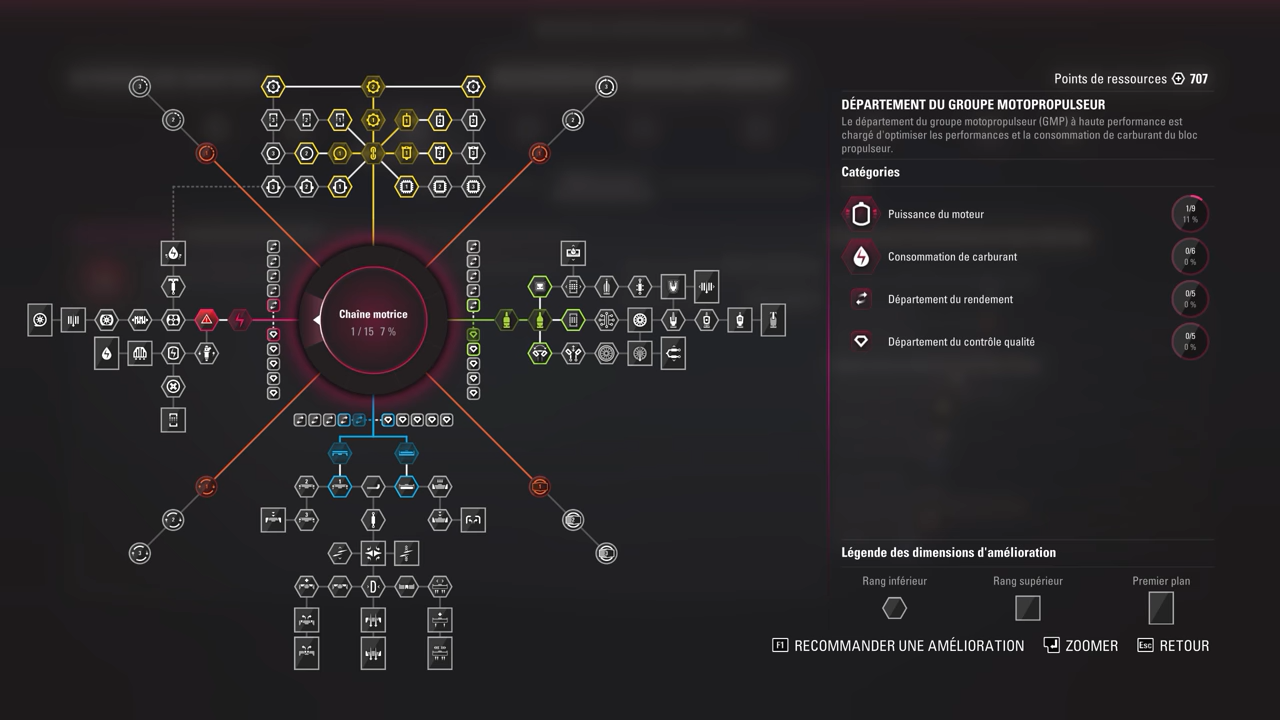 Points de ressources 707
DÉPARTEMENT DU GROUPE MOTOPROPULSEUR
Le département du groupe motopropulseur (GMP) à haute performance est
chargé d'optimiser les performances et la consommation de carburant du bloc
propulseur.
Catégories
Puissance du moteur
1/9
11 %
Consommation de carburant
0/6
0 %
Département du rendement
0/5
0 %
Département du contrôle qualité
0/5
0 %
Chaîne motrice
1 / 15 7 %
Légende des dimensions d'amélioration
Rang inférieur
Rang supérieur
Premier plan
F1 RECOMMANDER UNE AMÉLIORATION
ZOOMER
Esc RETOUR